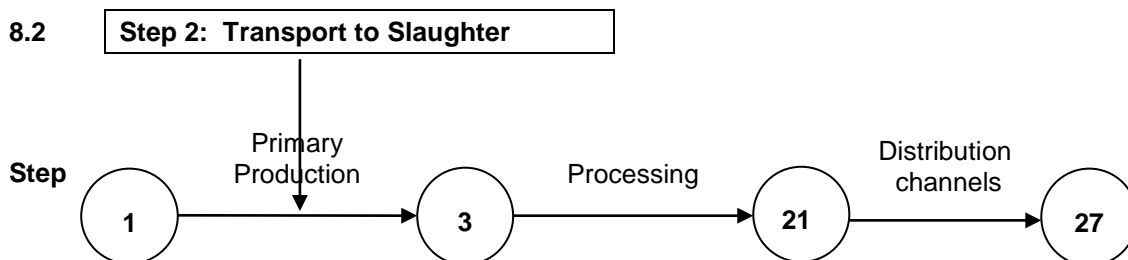 8.2 Step 2: Transport to Slaughter
Primary
Production
Processing
Distribution
channels
Step
1
3
21
27